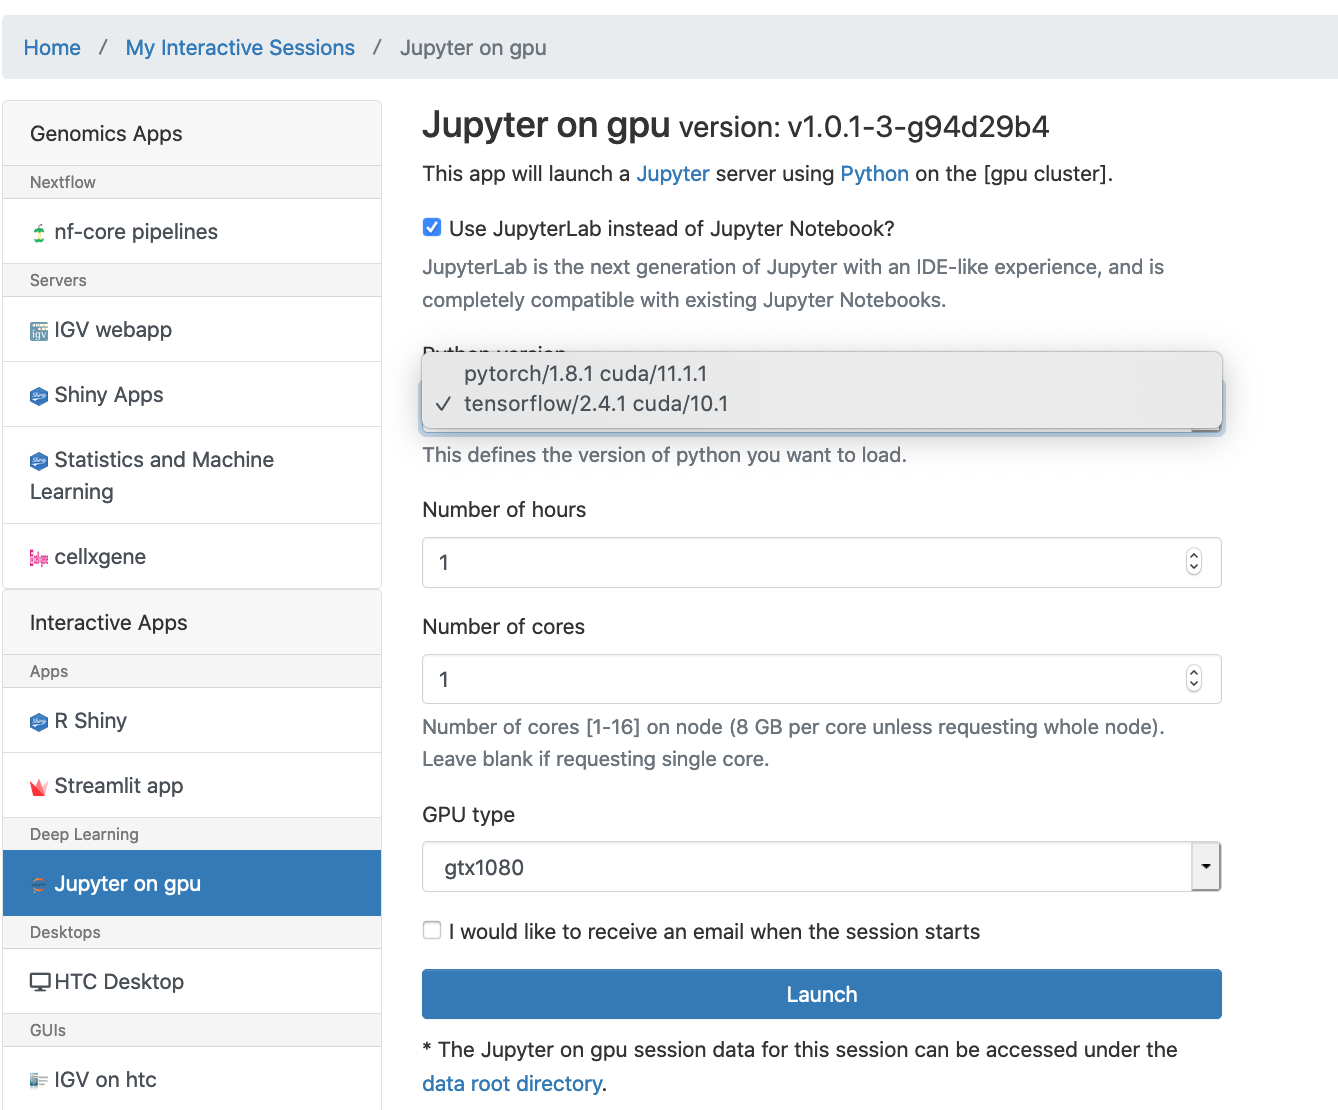 Home / My Interactive Sessions / Jupyter on gpu
Genomics Apps
Nextflow
nf-core pipelines
Servers
IGV webapp
Shiny Apps
Statistics and Machine
Learning
cellxgene
Interactive Apps
Apps
R Shiny
Streamlit app
Deep Learning
Jupyter on gpu
Desktops
HTC Desktop
GUIs
IGV on htc
Jupyter on gpu version: v1.0.1-3-g94d29b4
This app will launch a Jupyter server using Python on the [gpu cluster].
Use JupyterLab instead of Jupyter Notebook?
JupyterLab is the next generation of Jupyter with an IDE-like experience, and is
completely compatible with existing Jupyter Notebooks.
Python version
pytorch/1.8.1 cuda/11.1.1
✓ tensorflow/2.4.1 cuda/10.1
This defines the version of python you want to load.
Number of hours
1
Number of cores
1
Number of cores [1-16] on node (8 GB per core unless requesting whole node).
Leave blank if requesting single core.
GPU type
gtx1080
I would like to receive an email when the session starts
Launch
* The Jupyter on gpu session data for this session can be accessed under the
data root directory.